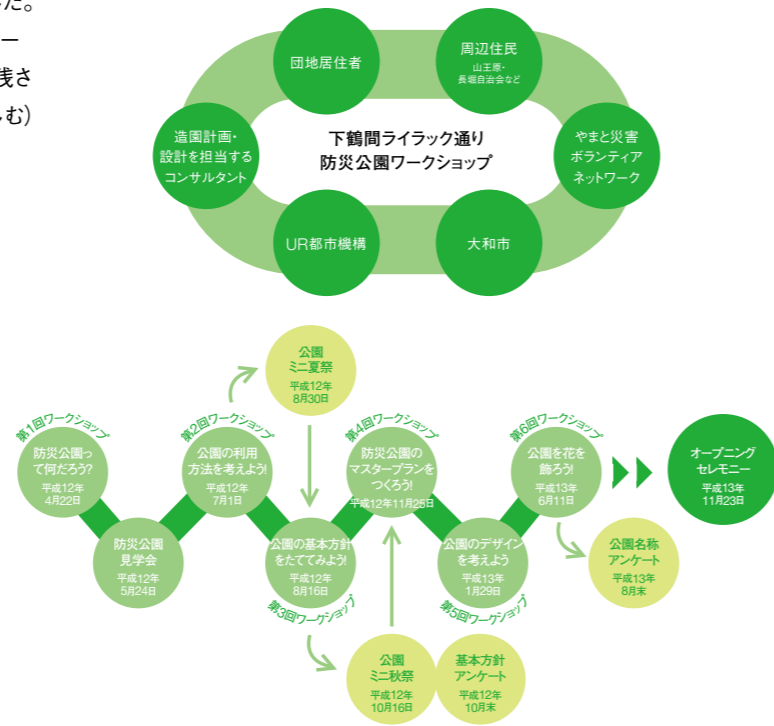 た。
ー
残さ
む)
団地居住者
周辺住民
山王原・
長堀自治会など
造園計画・
設計を担当する
コンサルタント
下鶴間ライラック通り
防災公園ワークショップ
やまと災害
ボランティア
ネットワーク
UR都市機構
大和市
公園
ミニ夏祭
平成12年
8月30日
第1回ワークショップ
防災公園っ
て何だろう?
平成12年
4月22日
防災公園
見学会
平成12年
5月24日
第2回ワークショップ
公園の利用
方法を考えよう!
平成12年
7月1日
公園の基本方針
をたててみよう!
平成12年
8月16日
第3回ワークショップ
第4回ワークショップ
防災公園の
マスタープランを
つくろう!
平成12年11月25日
公園のデザイン
を考えよう
平成13年
1月29日
第5回ワークショップ
第6回ワークショップ
公園を花を
飾ろう!
平成13年
6月11日
オープニング
セレモニー
平成13年
11月23日
公園名称
アンケート
平成13年
8月末
公園
ミニ秋祭
平成12年
10月16日
基本方針
アンケート
平成12年
10月末